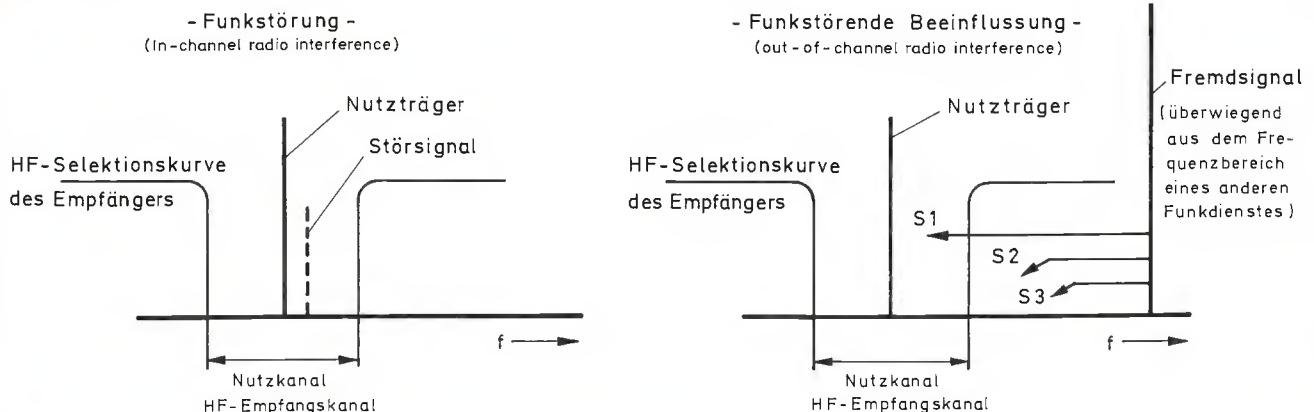 - Funkstörung -
(In-channel radio interference)
Nutzträger
Störsignal
HF-Selektionskurve
des Empfängers
f
Nutzkanal
HF-Empfangskanal
- Funkstörende Beeinflussung -
(out-of-channel radio interference)
Fremdsignal
(überwiegend
aus dem Fre-
quenzbereich
eines anderen
Funkdienstes)
Nutzträger
HF-Selektionskurve
des Empfängers
S1
S2
S3
f
Nutzkanal
HF-Empfangskanal